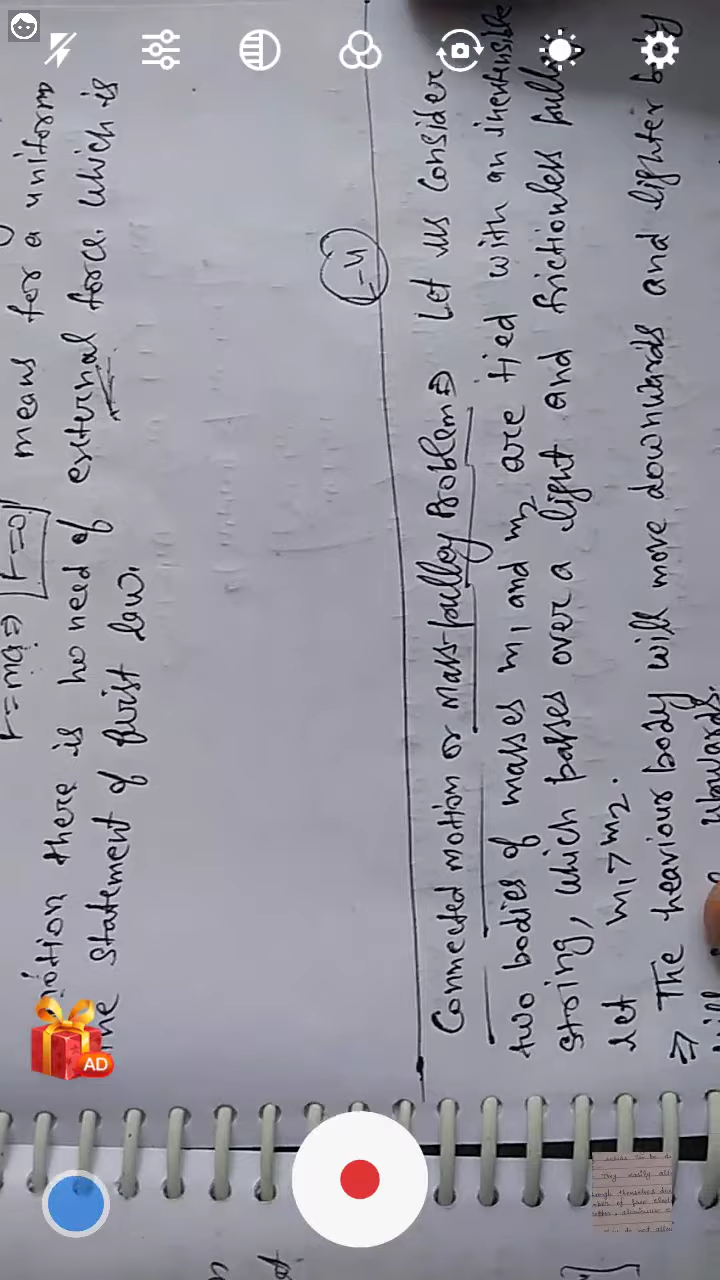 F=ma⇒ F=0 means for a uniform
motion there is no need of external force. which is
the statement of first law.
Connected motion or mass-pulley Problem⇒ Let us Consider
two bodies of masses m₁ and m₂ are tied with an inextensible
string, which passes over a light and frictionless pulley
Let m₁>m₂.
⇒ The heaviour body will move downwards and lighter body
upwards.
AD